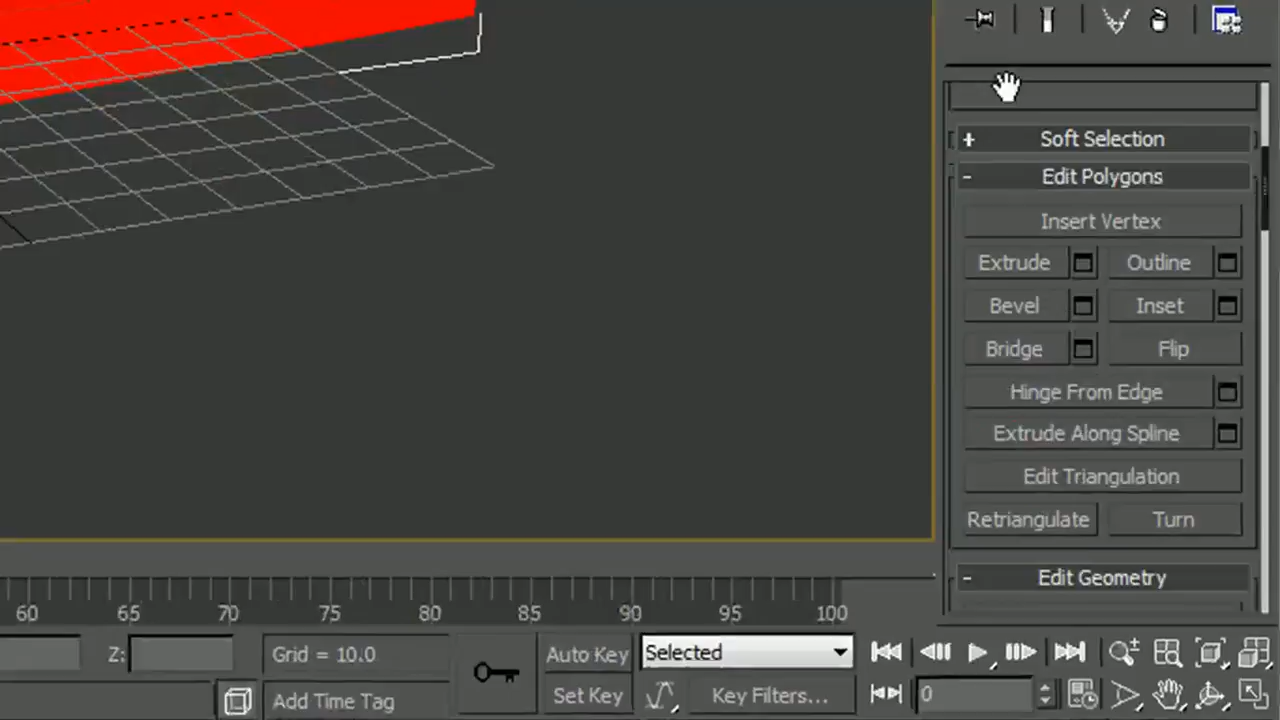 + Soft Selection
- Edit Polygons
Insert Vertex
Extrude Outline
Bevel Inset
Bridge Flip
Hinge From Edge
Extrude Along Spline
Edit Triangulation
Retriangulate Turn
- Edit Geometry
60 65 70 75 80 85 90 95 100
Z: Grid = 10.0 Auto Key Selected
Add Time Tag Set Key Key Filters... 0